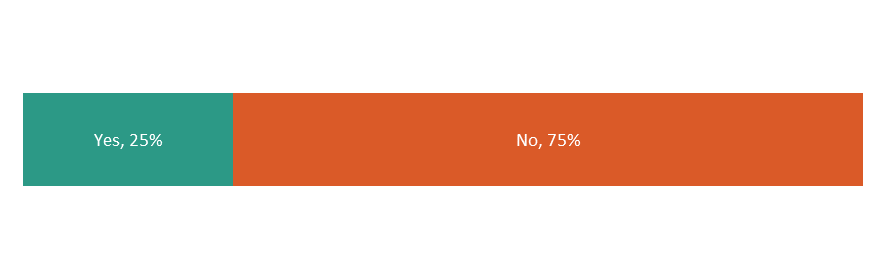 Yes, 25%
No, 75%